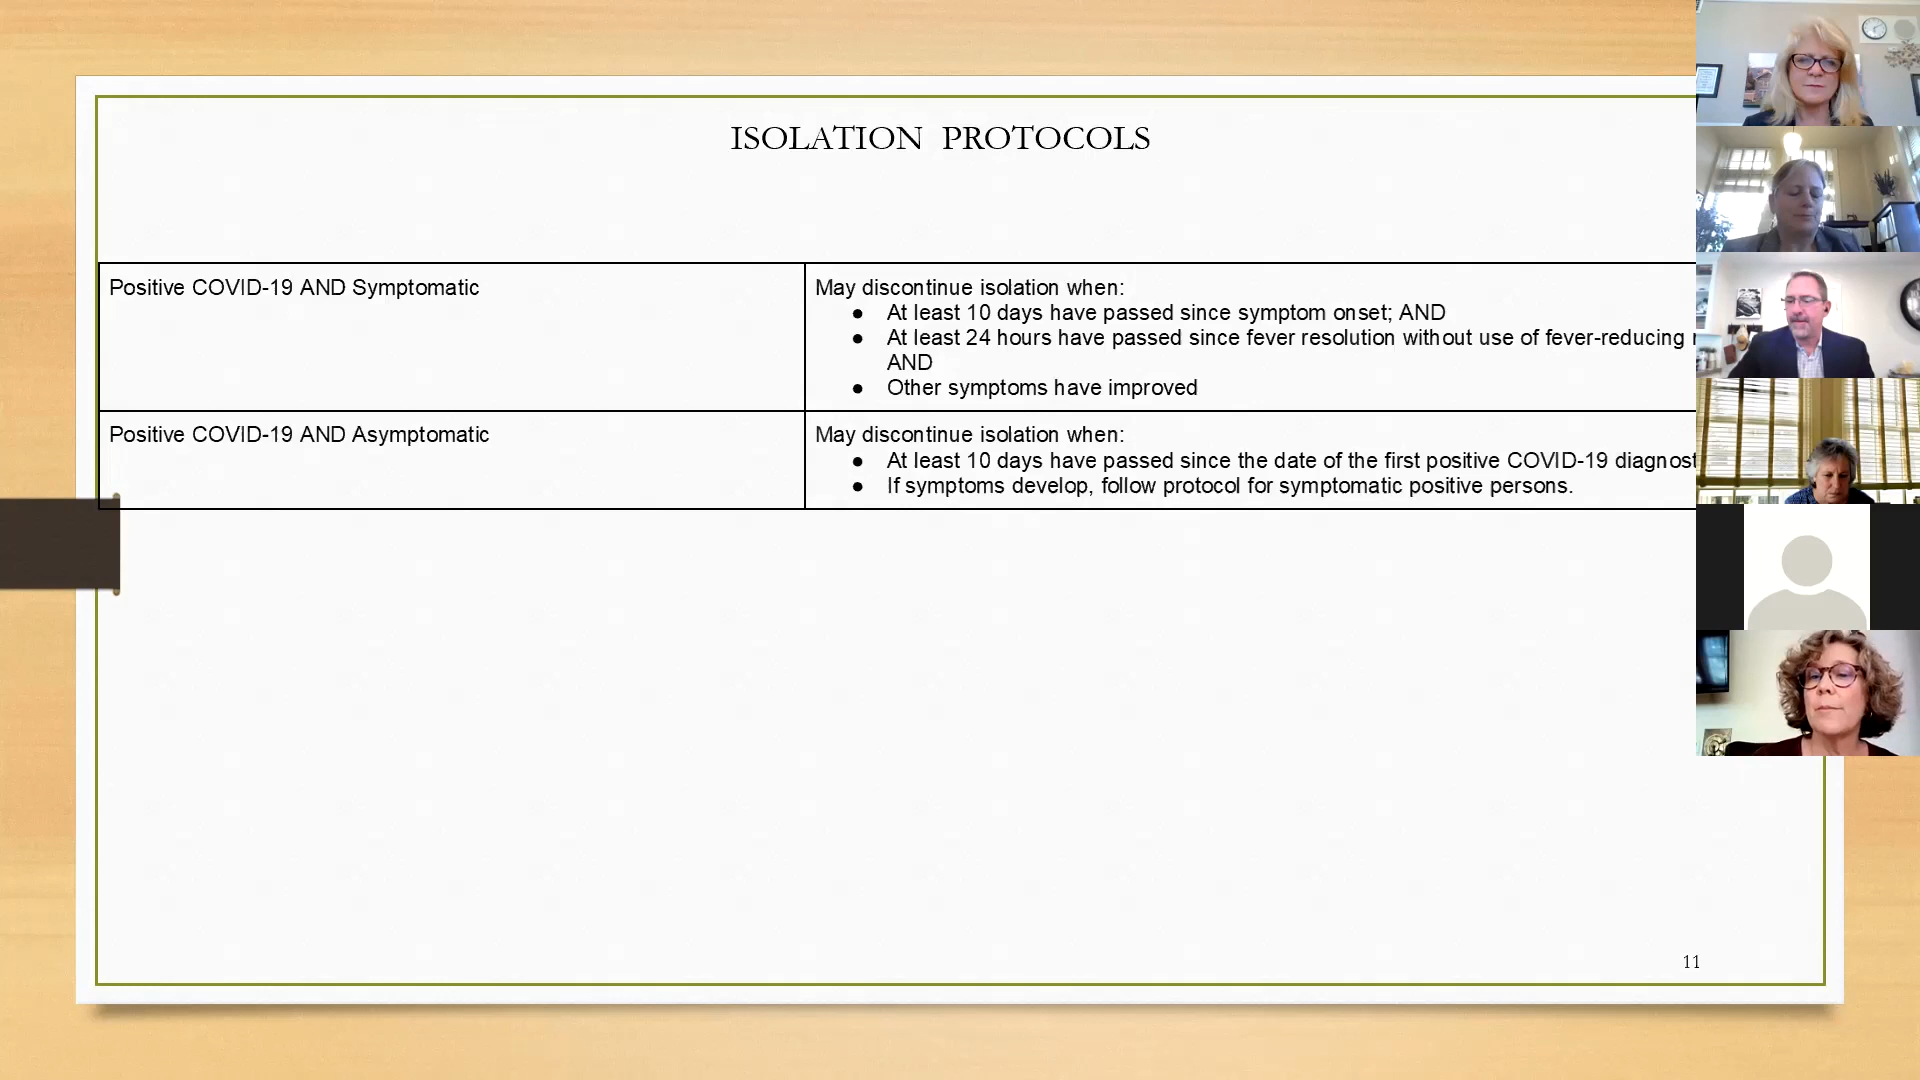 ISOLATION PROTOCOLS
Positive COVID-19 AND Symptomatic
May discontinue isolation when:
● At least 10 days have passed since symptom onset; AND
● At least 24 hours have passed since fever resolution without use of fever-reducing
AND
● Other symptoms have improved
Positive COVID-19 AND Asymptomatic
May discontinue isolation when:
● At least 10 days have passed since the date of the first positive COVID-19 diagnost
● If symptoms develop, follow protocol for symptomatic positive persons.
11